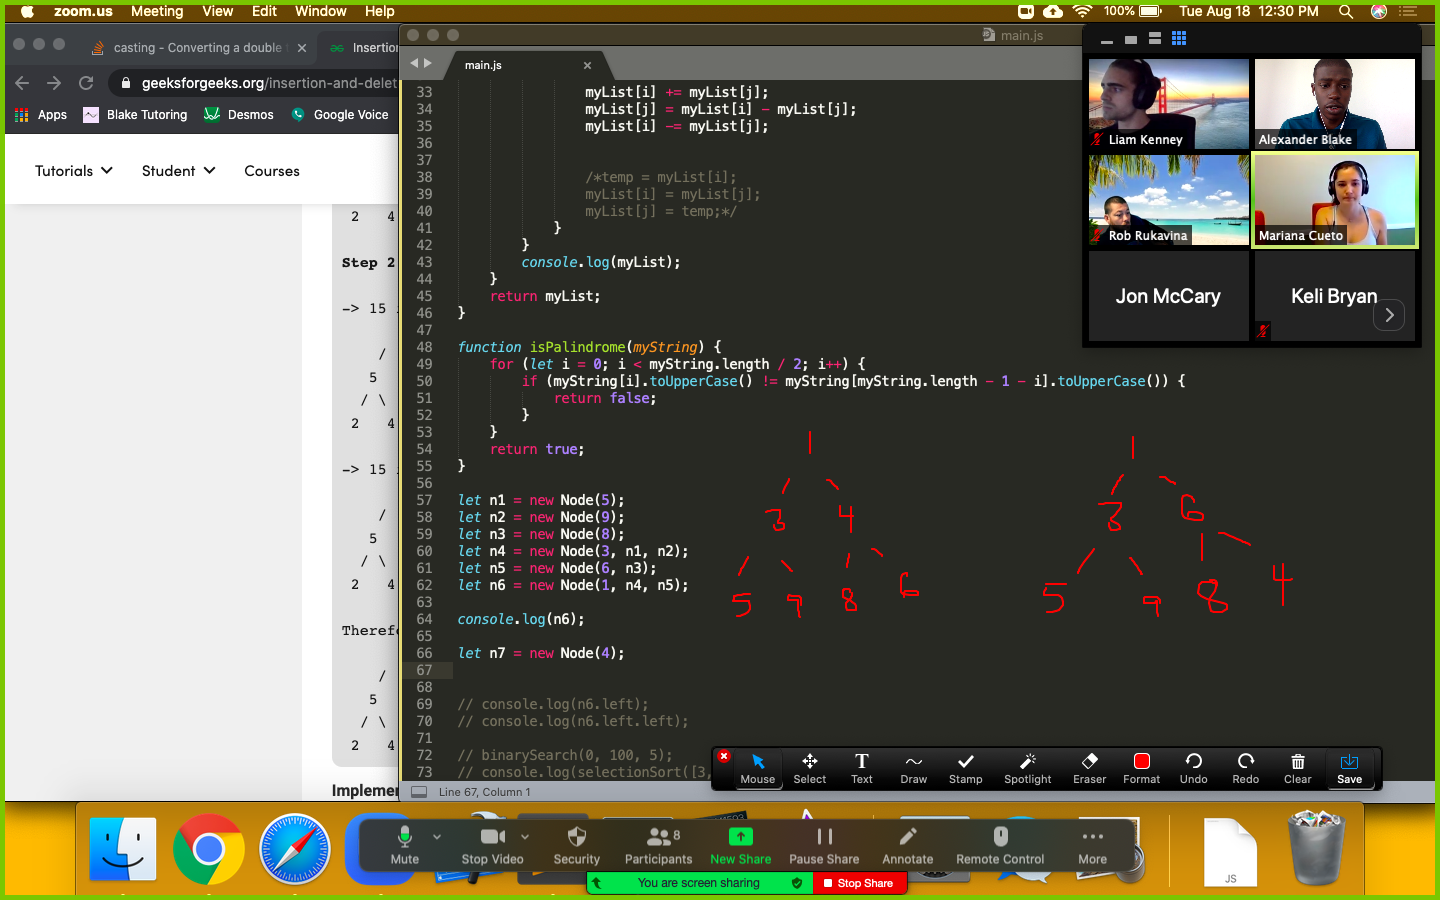 zoom.us Meeting View Edit Window Help
100% Tue Aug 18 12:30 PM
casting - Converting a double t
Insertion
geeksforgeeks.org/insertion-and-delet
Apps Blake Tutoring Desmos Google Voice
Tutorials Student Courses
2 4
Step 2
-> 15
/
5
/ \
2 4
-> 15
/
5
/ \
2 4
Therefo
/
5
/ \
2 4
Implemen
main.js
main.js
33 myList[i] += myList[j];
34 myList[j] = myList[i] - myList[j];
35 myList[i] -= myList[j];
36
37
38 /*temp = myList[i];
39 myList[i] = myList[j];
40 myList[j] = temp;*/
41 }
42 }
43 console.log(myList);
44 }
45 return myList;
46 }
47
48 function isPalindrome(myString) {
49 for (let i = 0; i < myString.length / 2; i++) {
50 if (myString[i].toUpperCase() != myString[myString.length - 1 - i].toUpperCase()) {
51 return false;
52 }
53 }
54 return true;
55 }
56
57 let n1 = new Node(5);
58 let n2 = new Node(9);
59 let n3 = new Node(8);
60 let n4 = new Node(3, n1, n2);
61 let n5 = new Node(6, n3);
62 let n6 = new Node(1, n4, n5);
63
64 console.log(n6);
65
66 let n7 = new Node(4);
67
68
69 // console.log(n6.left);
70 // console.log(n6.left.left);
71
72 // binarySearch(0, 100, 5);
73 // console.log(selectionSort([3,
Line 67, Column 1
1
3 4
5 9 8 6
1
3 6
5 9 8 4
Liam Kenney
Alexander Blake
Rob Rukavina
Mariana Cueto
Jon McCary
Keli Bryan
Mouse Select Text Draw Stamp Spotlight Eraser Format Undo Redo Clear Save
Mute Stop Video Security Participants 8 New Share Pause Share Annotate Remote Control More
You are screen sharing Stop Share
JS